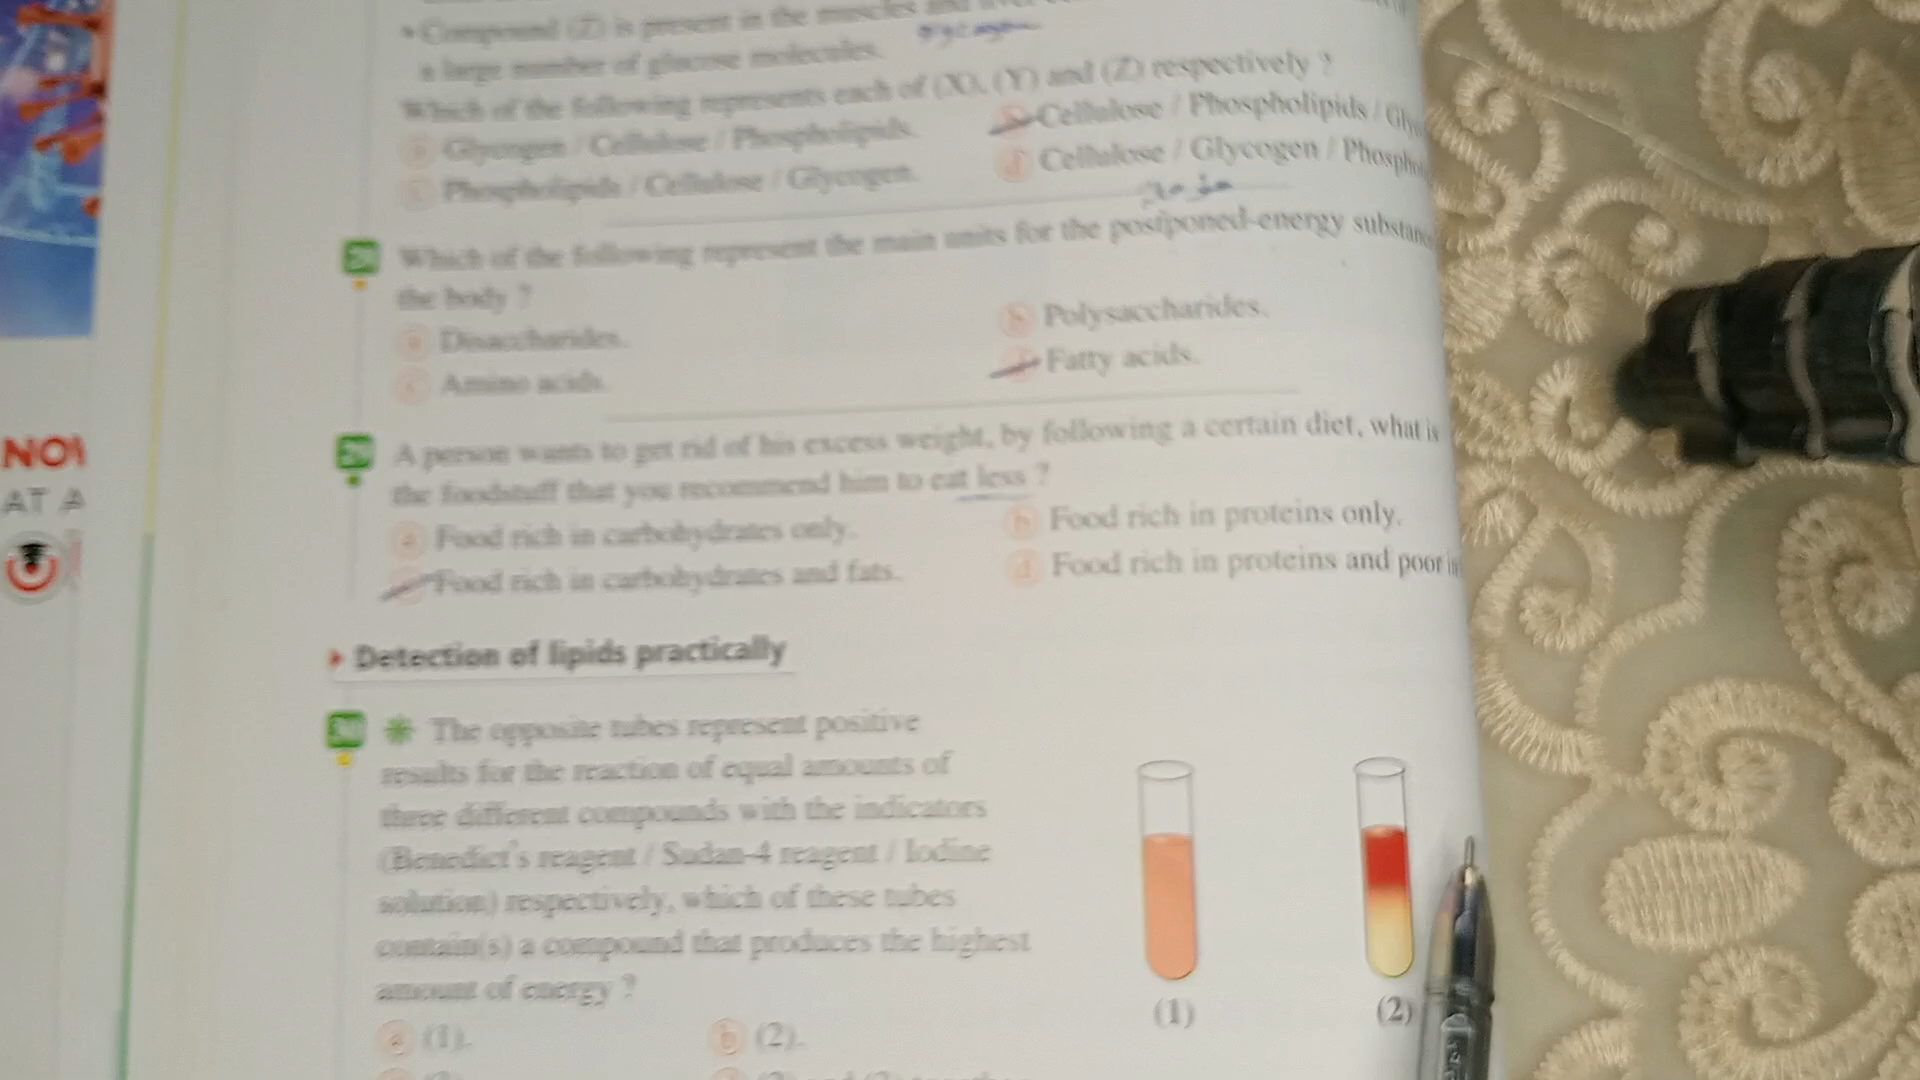 Compound (Z) is present in the muscles and
a large number of glucose molecules.
Which of the following represents each of (X), (Y) and (Z) respectively ?
a Glycogen / Cellulose / Phospholipids.
b Cellulose / Phospholipids / Gly
c Phospholipids / Cellulose / Glycogen.
d Cellulose / Glycogen / Phospho
28 Which of the following represent the main units for the postponed-energy substan
the body ?
a Disaccharides.
b Polysaccharides.
c Amino acids.
Fatty acids.
29 A person wants to get rid of his excess weight, by following a certain diet, what is
the foodstuff that you recommend him to eat less ?
a Food rich in carbohydrates only.
b Food rich in proteins only.
Food rich in carbohydrates and fats.
d Food rich in proteins and poor in
NO
AT A
Detection of lipids practically
30 The opposite tubes represent positive
results for the reaction of equal amounts of
three different compounds with the indicators
(Benedict's reagent / Sudan-4 reagent / Iodine
solution) respectively, which of these tubes
contain(s) a compound that produces the highest
amount of energy ?
a (1).
b (2).
(1)
(2)